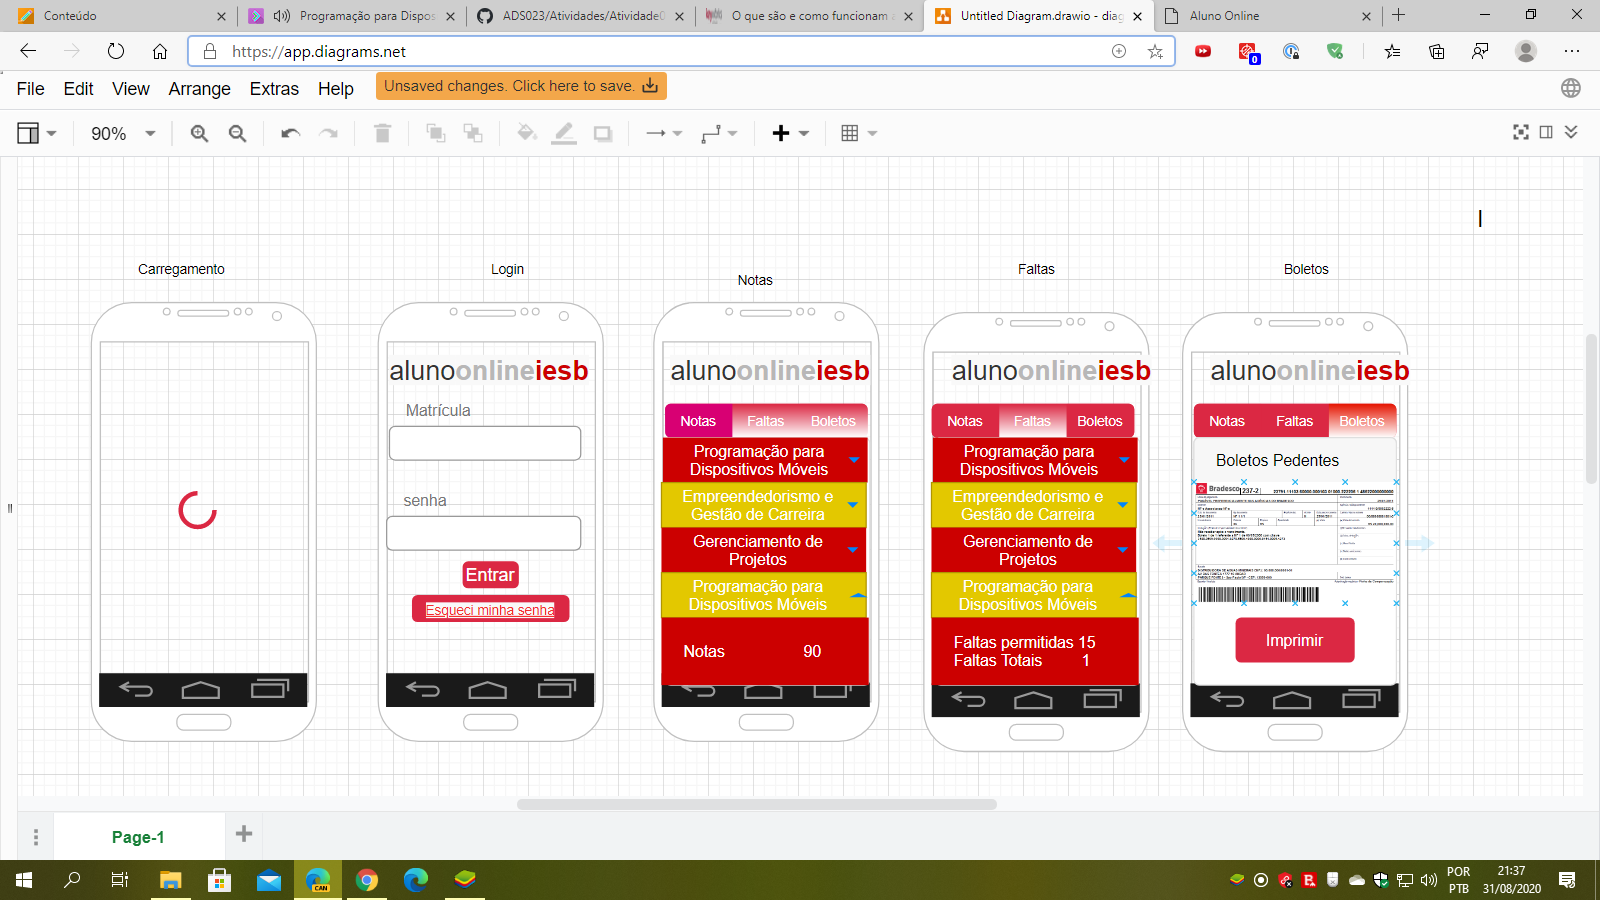 Conteúdo
Programação para Dispos
ADS023/Atividades/Atividade0
O que são e como funcionam a
Untitled Diagram.drawio - diag
Aluno Online
https://app.diagrams.net
0
File
Edit
View
Arrange
Extras
Help
Unsaved changes. Click here to save.
90%
Carregamento
Login
Notas
Faltas
Boletos
alunoonlineiesb
Matrícula
senha
Entrar
Esqueci minha senha
alunoonlineiesb
Notas
Faltas
Boletos
Programação para
Dispositivos Móveis
Empreendedorismo e
Gestão de Carreira
Gerenciamento de
Projetos
Programação para
Dispositivos Móveis
Notas 90
alunoonlineiesb
Notas
Faltas
Boletos
Programação para
Dispositivos Móveis
Empreendedorismo e
Gestão de Carreira
Gerenciamento de
Projetos
Programação para
Dispositivos Móveis
Faltas permitidas 15
Faltas Totais 1
alunoonlineiesb
Notas
Faltas
Boletos
Boletos Pedentes
Bradesco
237-2
Imprimir
Page-1
CAN
POR
PTB
21:37
31/08/2020